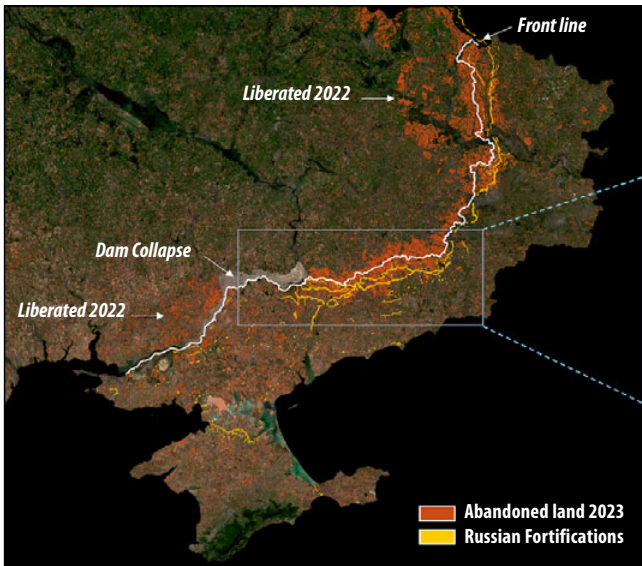 Front line
Liberated 2022
Dam Collapse
Liberated 2022
Abandoned land 2023
Russian Fortifications